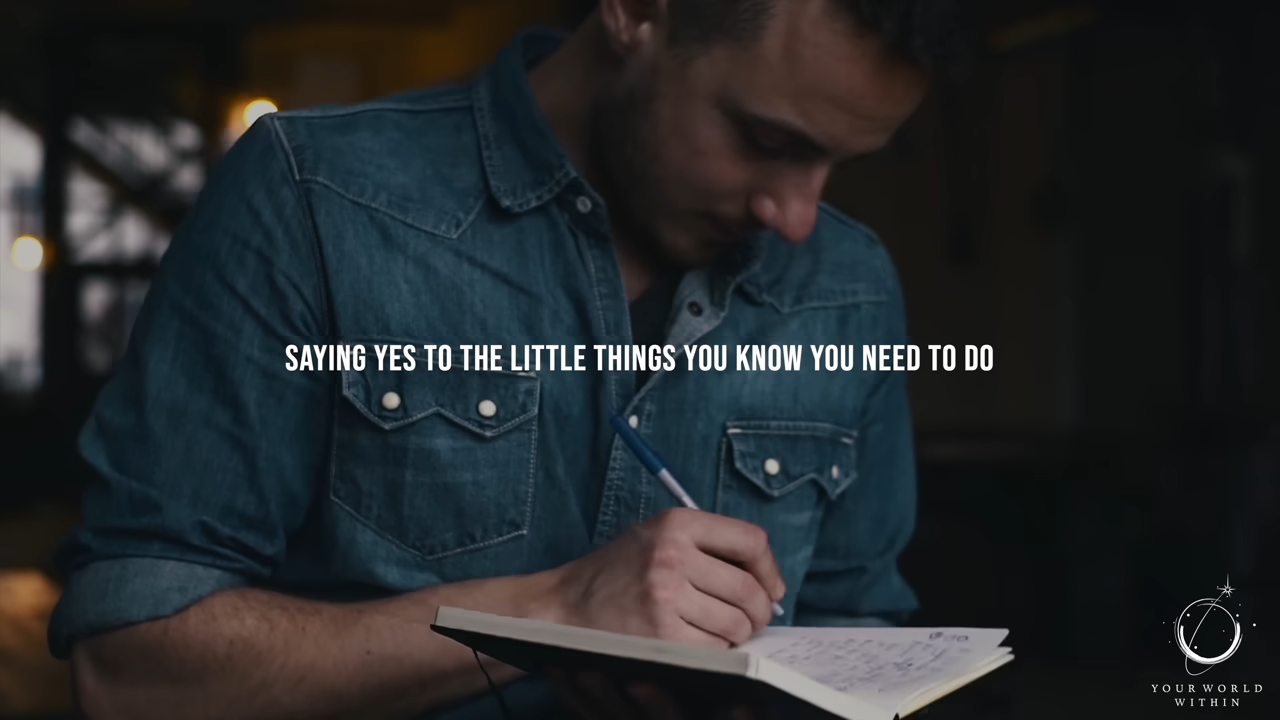 SAYING YES TO THE LITTLE THINGS YOU KNOW YOU NEED TO DO
YOUR WORLD
WITHIN